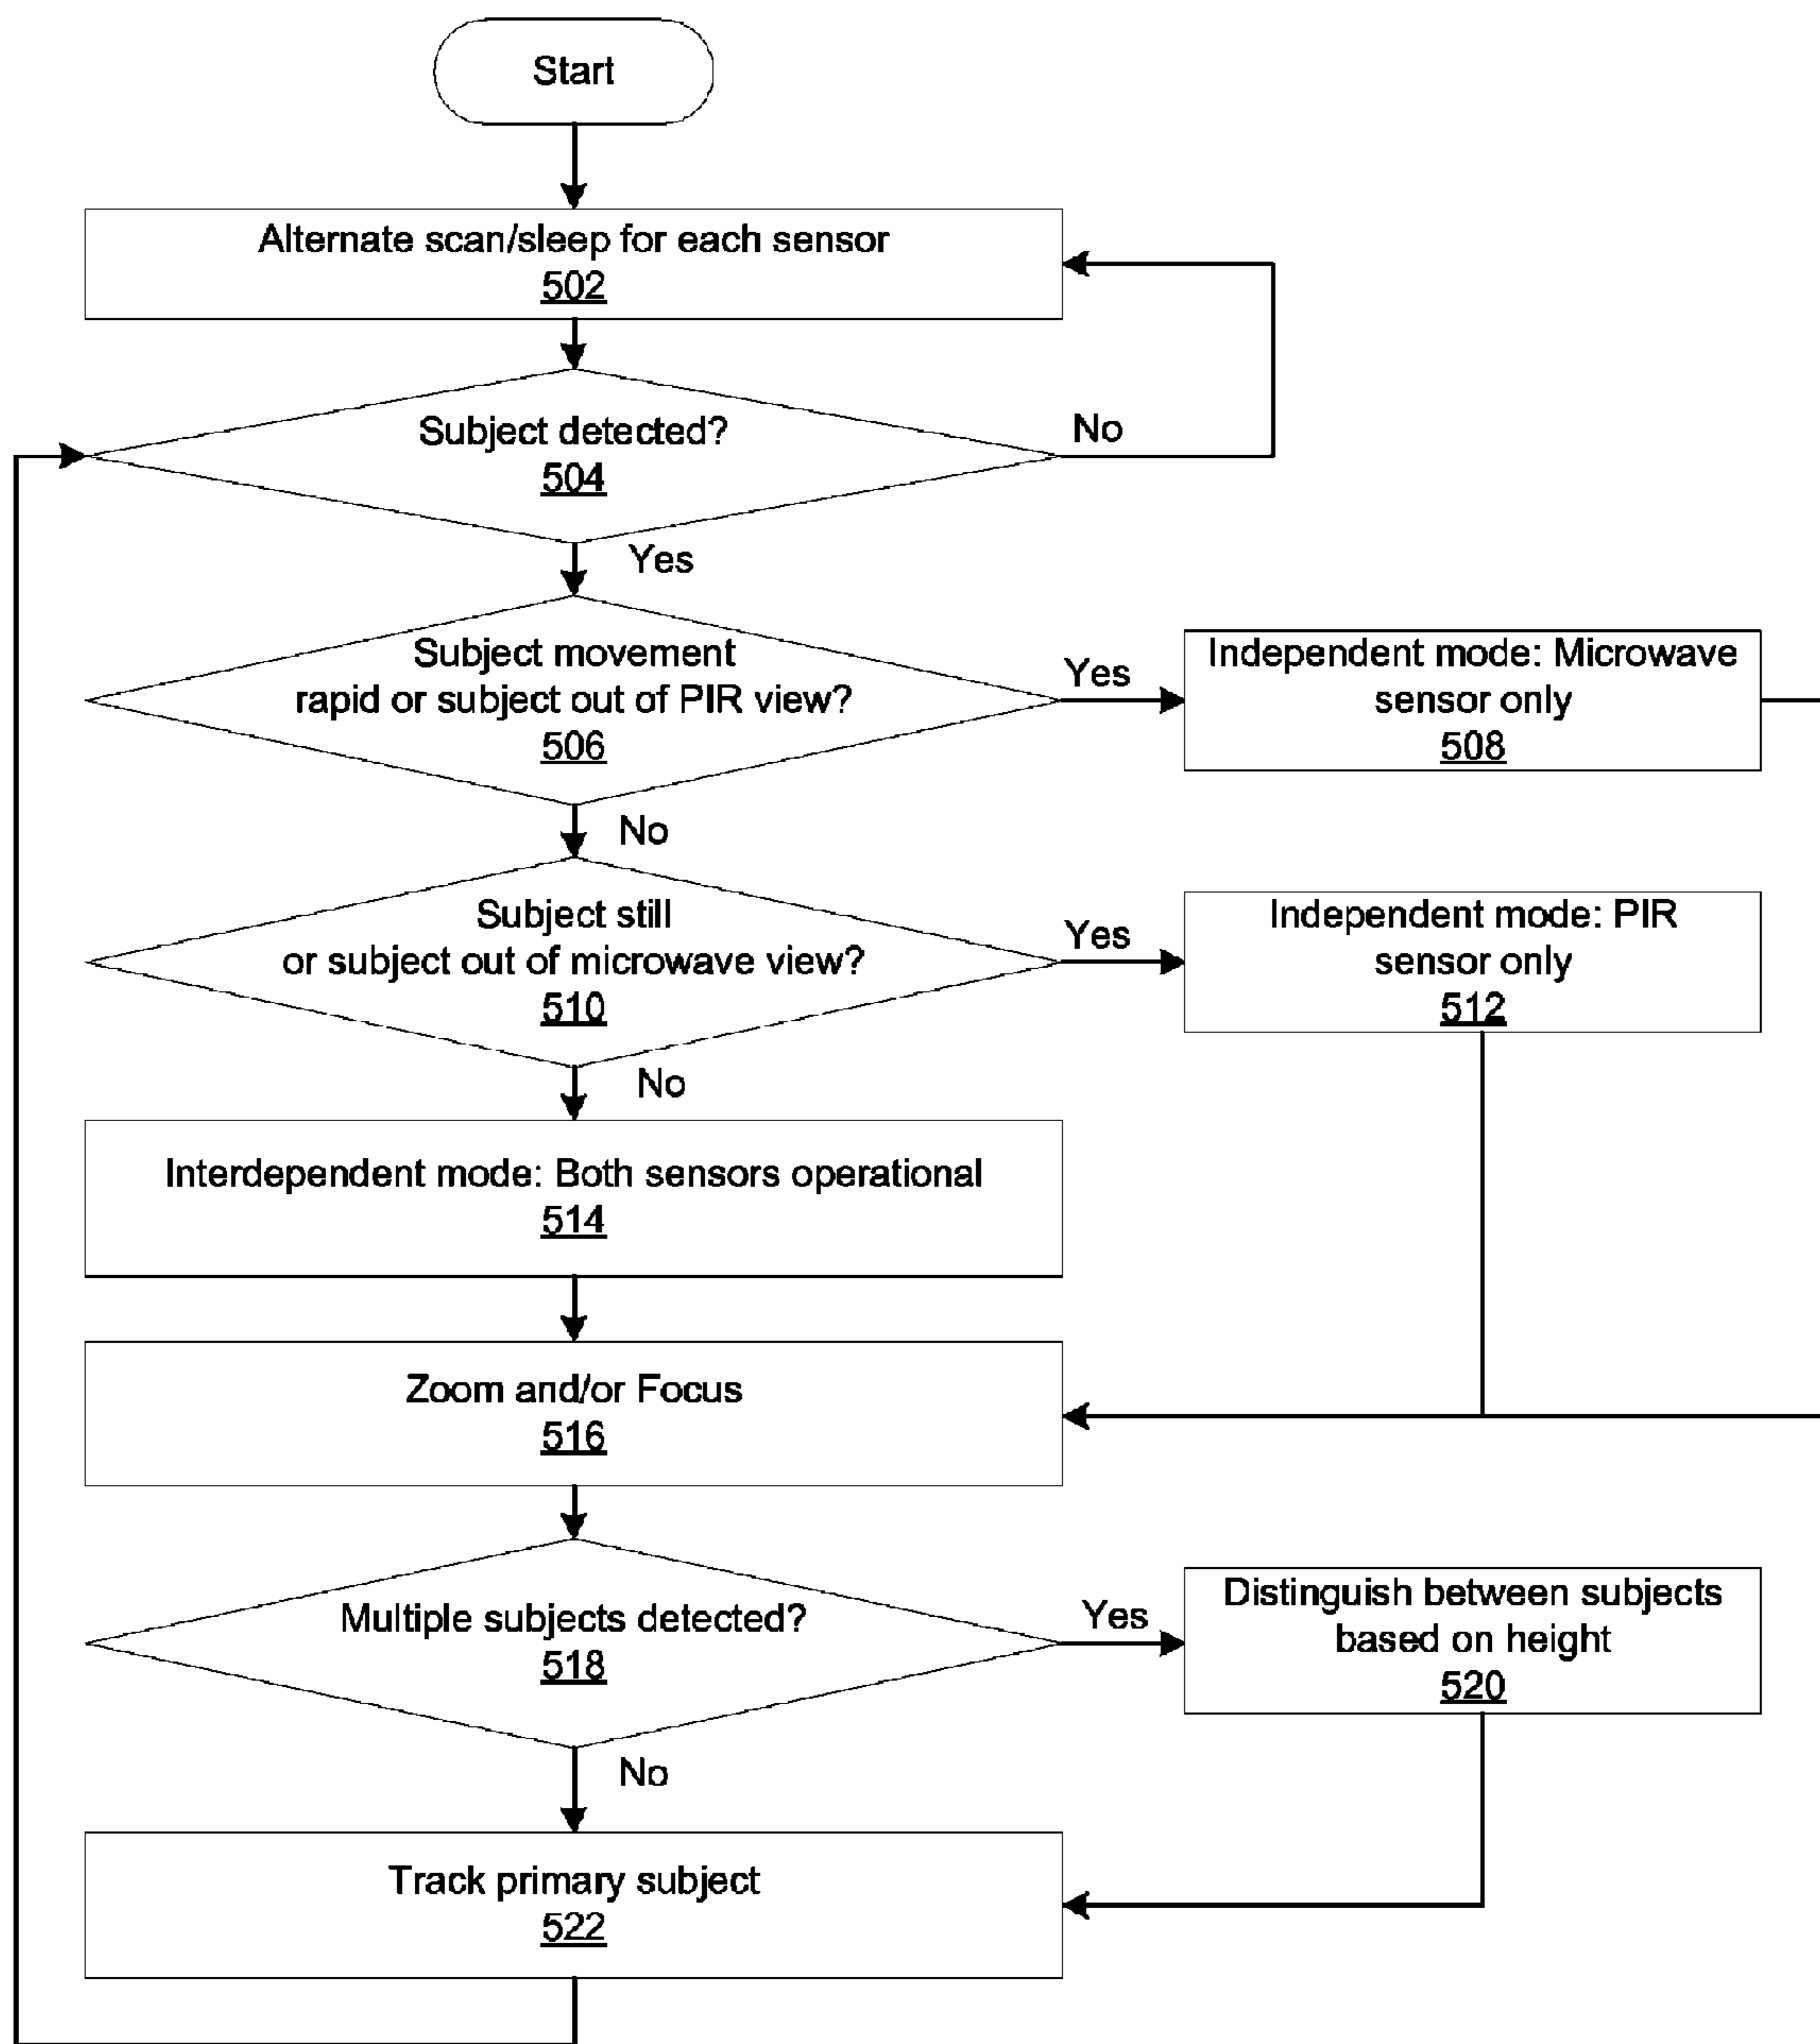 Start
Alternate scan/sleep for each sensor
502
Subject detected?
504
No
Yes
Subject movement
rapid or subject out of PIR view?
506
Yes
Independent mode: Microwave
sensor only
508
No
Subject still
or subject out of microwave view?
510
Yes
Independent mode: PIR
sensor only
512
No
Interdependent mode: Both sensors operational
514
Zoom and/or Focus
516
Multiple subjects detected?
518
Yes
Distinguish between subjects
based on height
520
No
Track primary subject
522